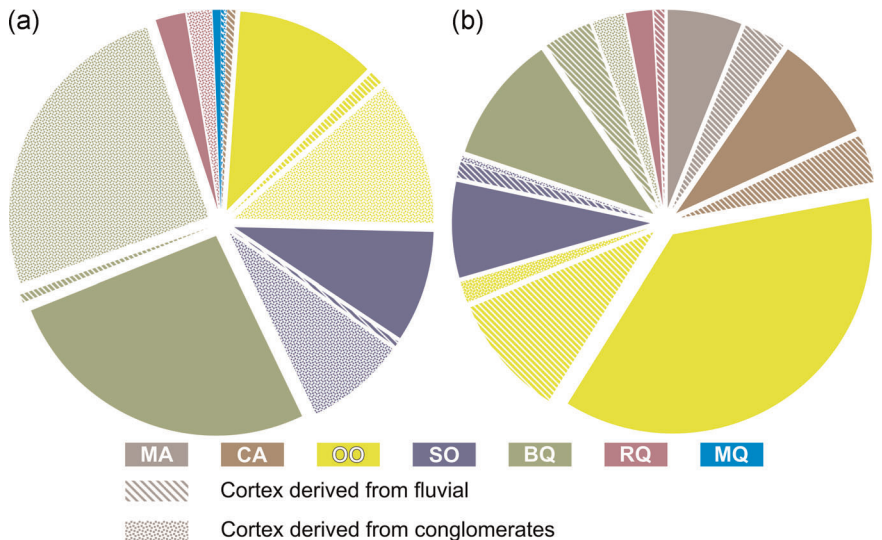 (a) (b)
MA CA OO SO BQ RQ MQ
Cortex derived from fluvial
Cortex derived from conglomerates